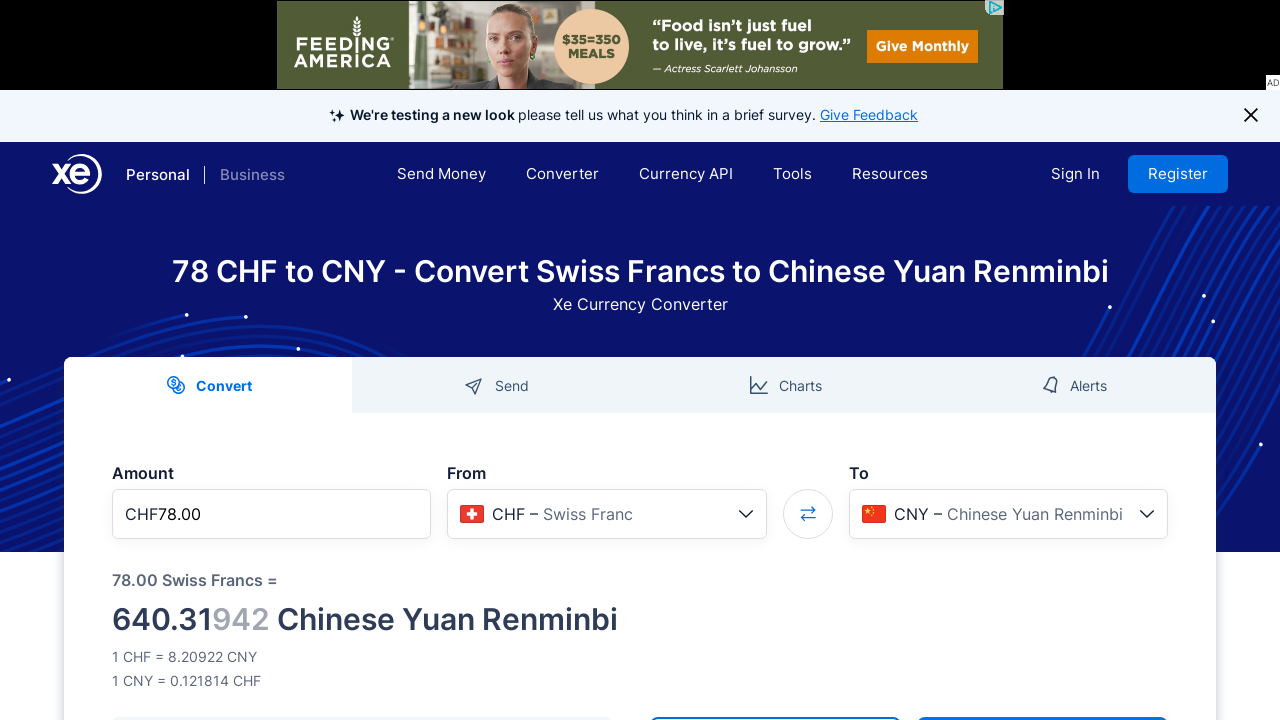 FEEDING
AMERICA®
$35=350
MEALS
“Food isn’t just fuel
to live, it’s fuel to grow.”
— Actress Scarlett Johansson
Give Monthly
AD
We're testing a new look please tell us what you think in a brief survey. Give Feedback
xe
Personal
Business
Send Money
Converter
Currency API
Tools
Resources
Sign In
Register
78 CHF to CNY - Convert Swiss Francs to Chinese Yuan Renminbi
Xe Currency Converter
Convert
Send
Charts
Alerts
Amount
From
To
CHF78.00
CHF – Swiss Franc
CNY – Chinese Yuan Renminbi
78.00 Swiss Francs =
640.31942 Chinese Yuan Renminbi
1 CHF = 8.20922 CNY
1 CNY = 0.121814 CHF